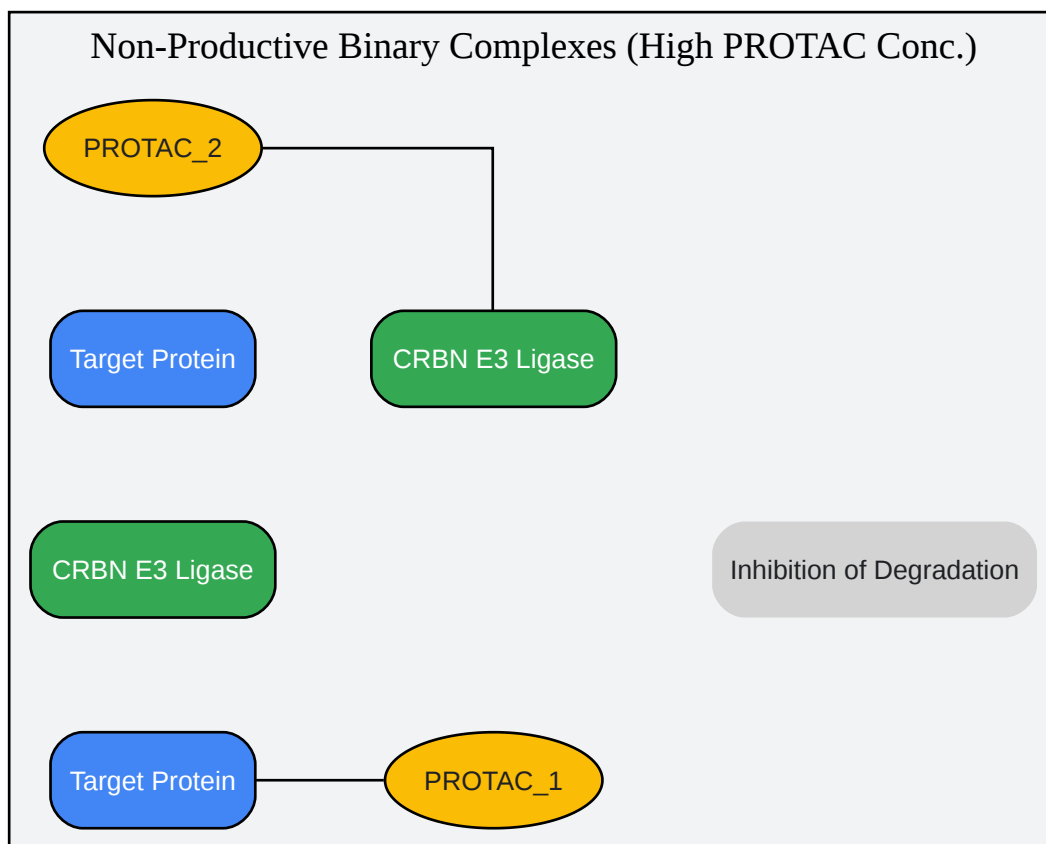 Non-Productive Binary Complexes (High PROTAC Conc.)
PROTAC_2
Target Protein
CRBN E3 Ligase
CRBN E3 Ligase
Inhibition of Degradation
Target Protein
PROTAC_1